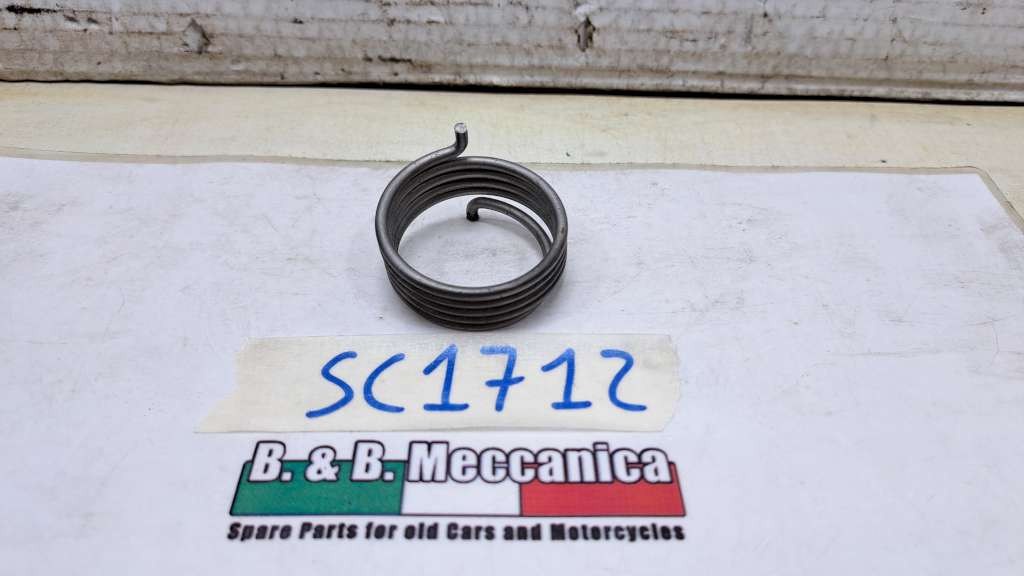 SC1712
B. & B. Meccanica
Spare Parts for old Cars and Motorcycles